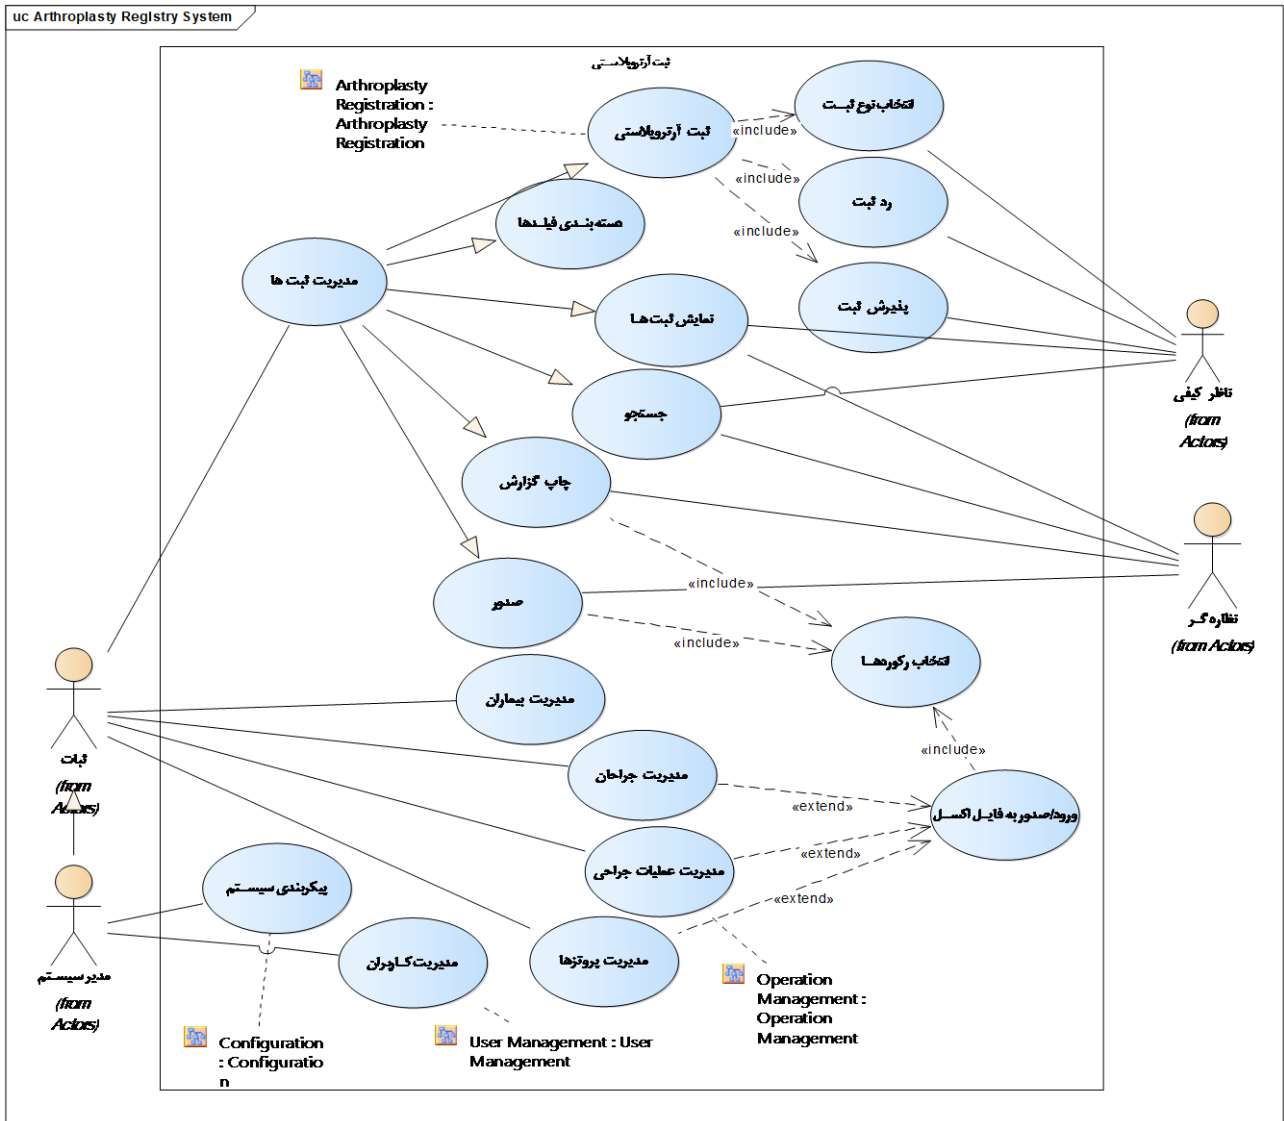 uc Arthroplasty Registry System
ثبت آرتروپلاستی
Arthroplasty
Registration :
Arthroplasty
Registration
ثبت آرتروپلاستی
«include»
انتخاب نوع ثبت
«include»
رد ثبت
«include»
پذیرش ثبت
دسته بندی فیلدها
مدیریت ثبت ها
نمایش ثبت ها
جستجو
چاپ گزارش
صدور
ناظر کیفی
(from
Actors)
نظاره گر
(from Actors)
«include»
«include»
انتخاب رکوردها
مدیریت بیماران
«include»
مدیریت جراحان
«extend»
ورود/صدور به فایل اکسل
ثبات
(from
Actors)
«extend»
مدیریت عملیات جراحی
«extend»
پیکربندی سیستم
مدیریت کاربران
مدیریت پروتزها
مدیر سیستم
(from
Actors)
Operation
Management :
Operation
Management
Configuration
: Configuratio
n
User Management : User
Management